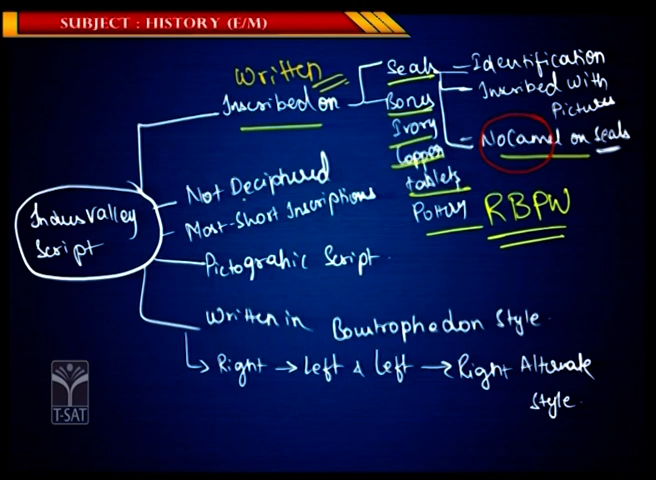 SUBJECT : HISTORY (E/M)
Written
Inscribed on
Seals
Identification
Inscribed with
Pictures
No Camel on Seals
Bones
Ivory
Copper
tablets
Pottery
RBPW
Indus Valley
Script
Not Deciphered
Most-Short Inscriptions
Pictograhic Script.
Written in Boustrophedon Style.
Right → Left & Left → Right Alternate
Style.
T-SAT